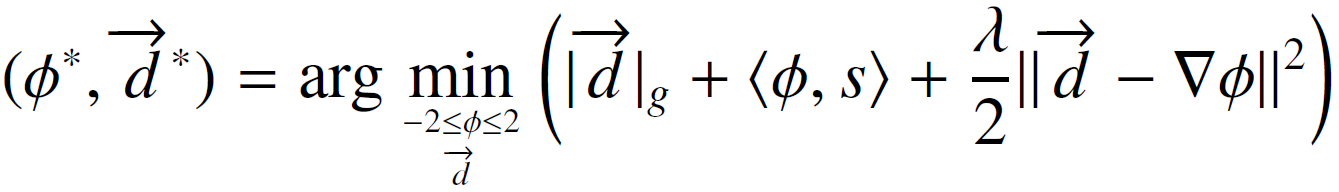 (ϕ*, d⃗*) = arg min_{−2≤ϕ≤2, d⃗} (|d⃗|_g + ⟨ϕ, s⟩ + λ/2 ||d⃗ − ∇ϕ||²)